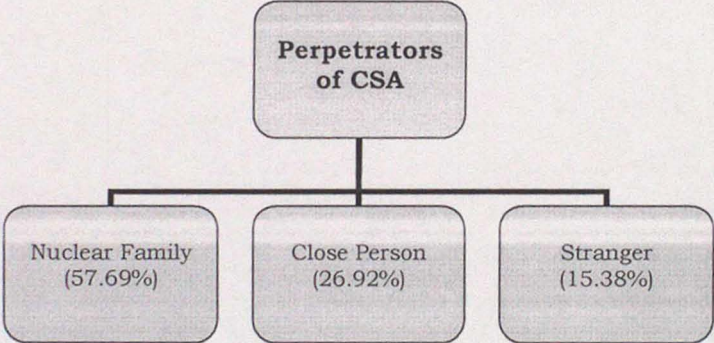 Perpetrators
of CSA
Nuclear Family
(57.69%)
Close Person
(26.92%)
Stranger
(15.38%)